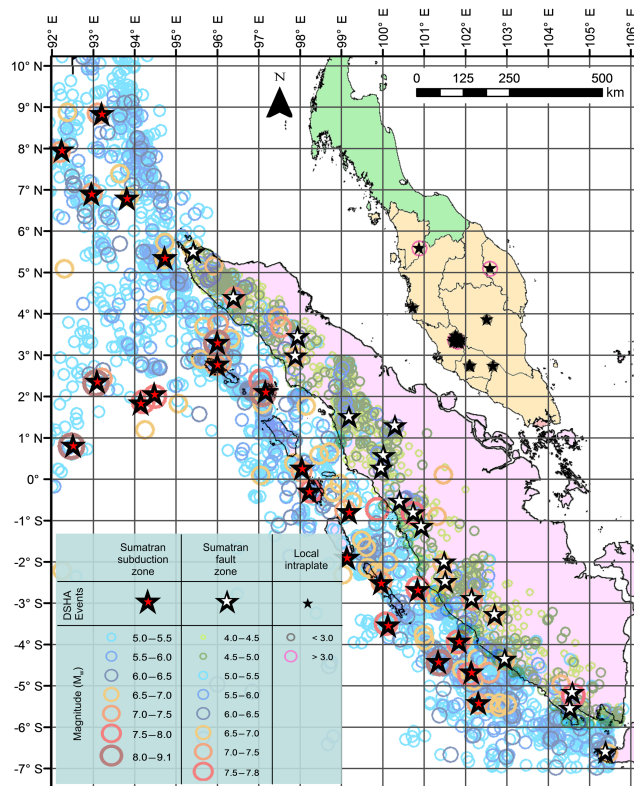 92° E 93° E 94° E 95° E 96° E 97° E 98° E 99° E 100° E 101° E 102° E 103° E 104° E 105° E 106° E
10° N
9° N
8° N
7° N
6° N
5° N
4° N
3° N
2° N
1° N
0°
-1° S
-2° S
-3° S
-4° S
-5° S
-6° S
-7° S
N
0 125 250 500
km
Sumatran subduction zone
Sumatran fault zone
Local intraplate
DSHA Events
Magnitude (Mw)
5.0–5.5 4.0–4.5 < 3.0
5.5–6.0 4.5–5.0 > 3.0
6.0–6.5 5.0–5.5
6.5–7.0 5.5–6.0
7.0–7.5 6.0–6.5
7.5–8.0 6.5–7.0
8.0–9.1 7.0–7.5
7.5–7.8